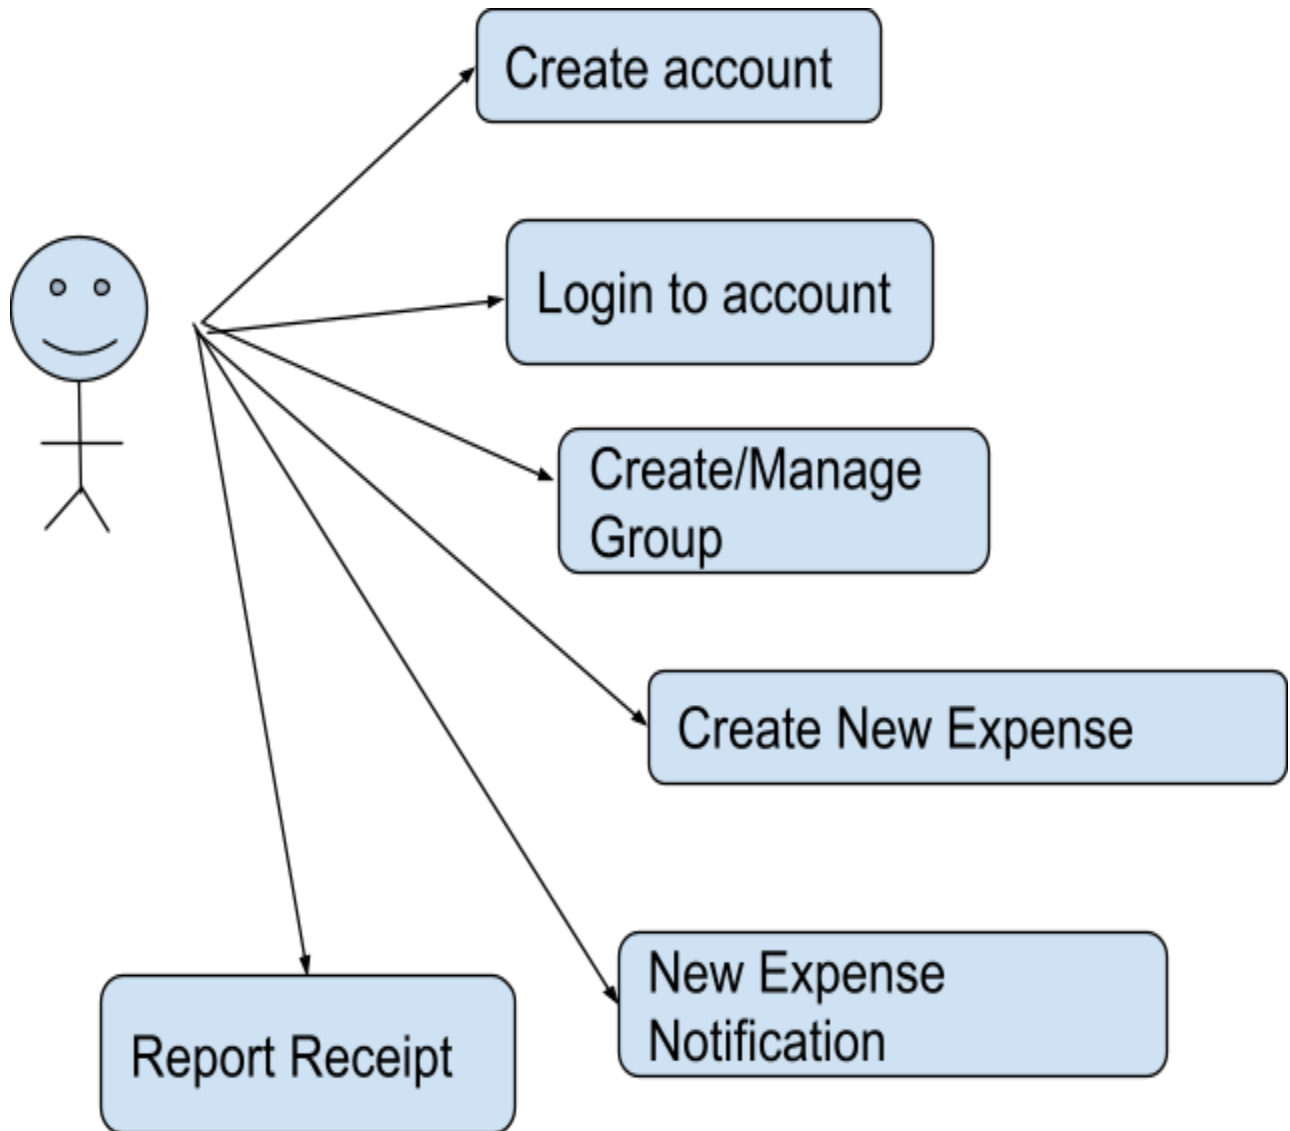 Create account
Login to account
Create/Manage
Group
Create New Expense
New Expense
Notification
Report Receipt